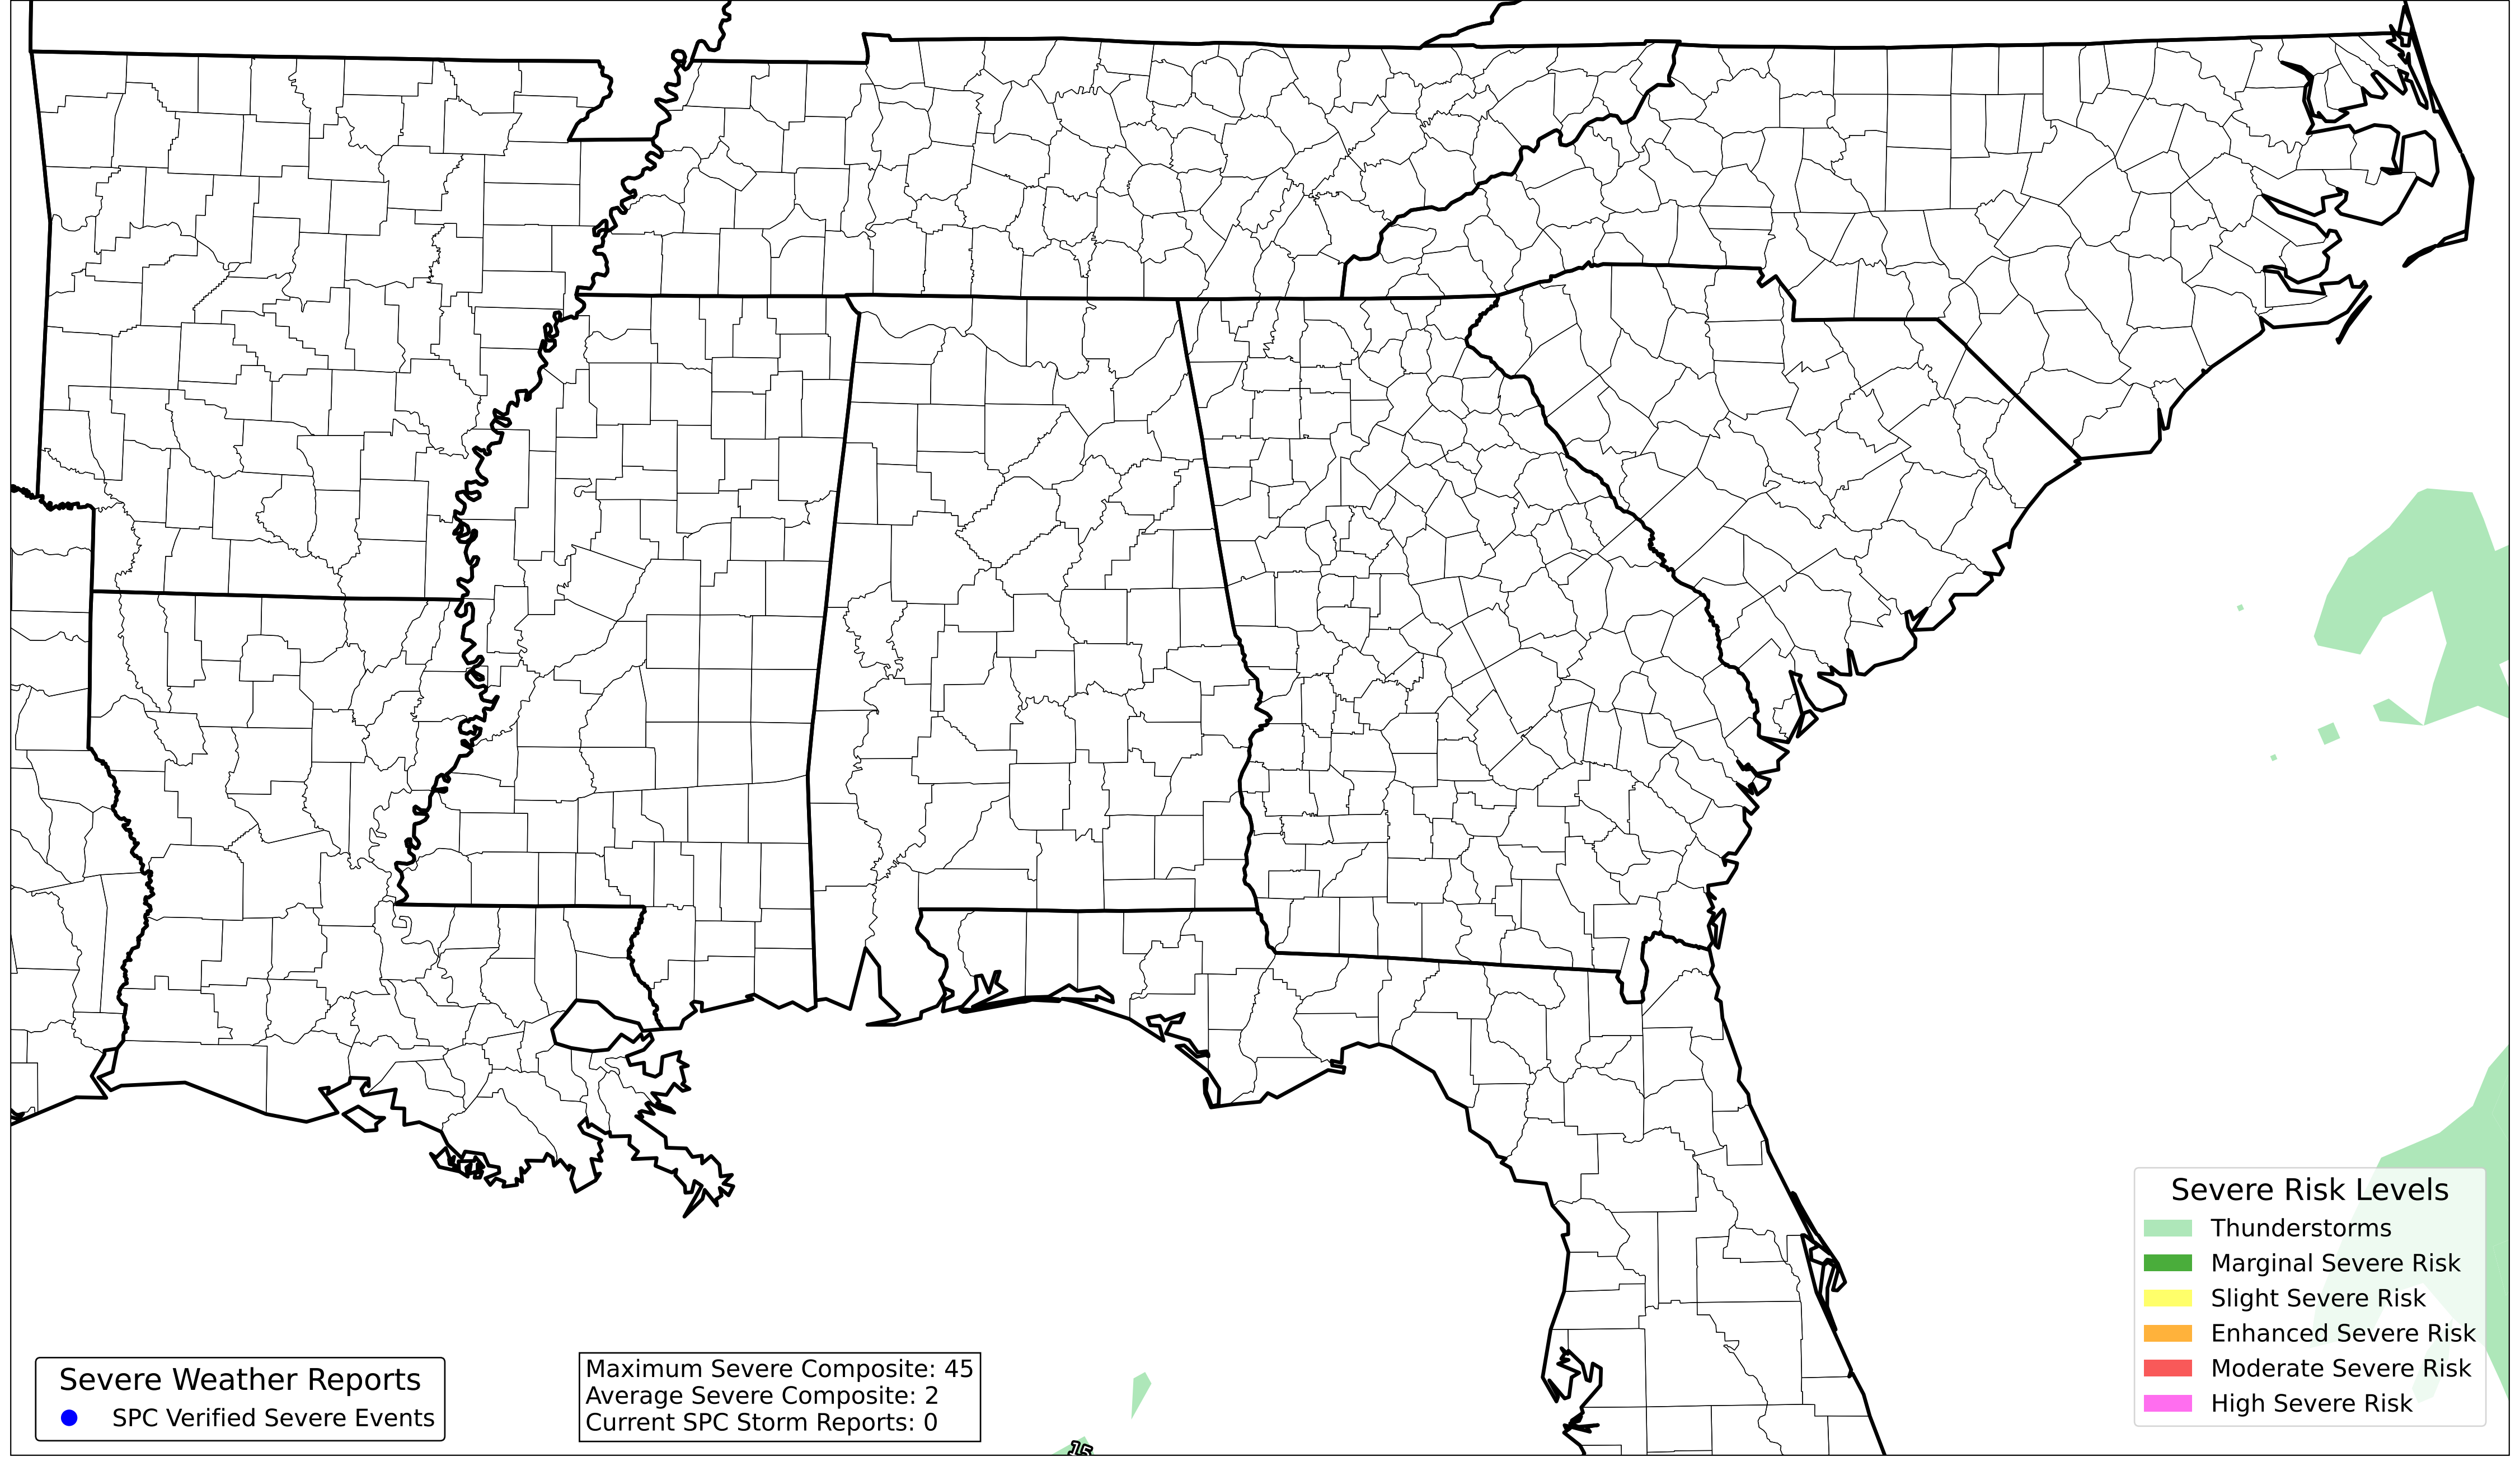 Severe Risk Levels
Thunderstorms
Marginal Severe Risk
Slight Severe Risk
Enhanced Severe Risk
Moderate Severe Risk
High Severe Risk
Severe Weather Reports
SPC Verified Severe Events
Maximum Severe Composite: 45
Average Severe Composite: 2
Current SPC Storm Reports: 0
15